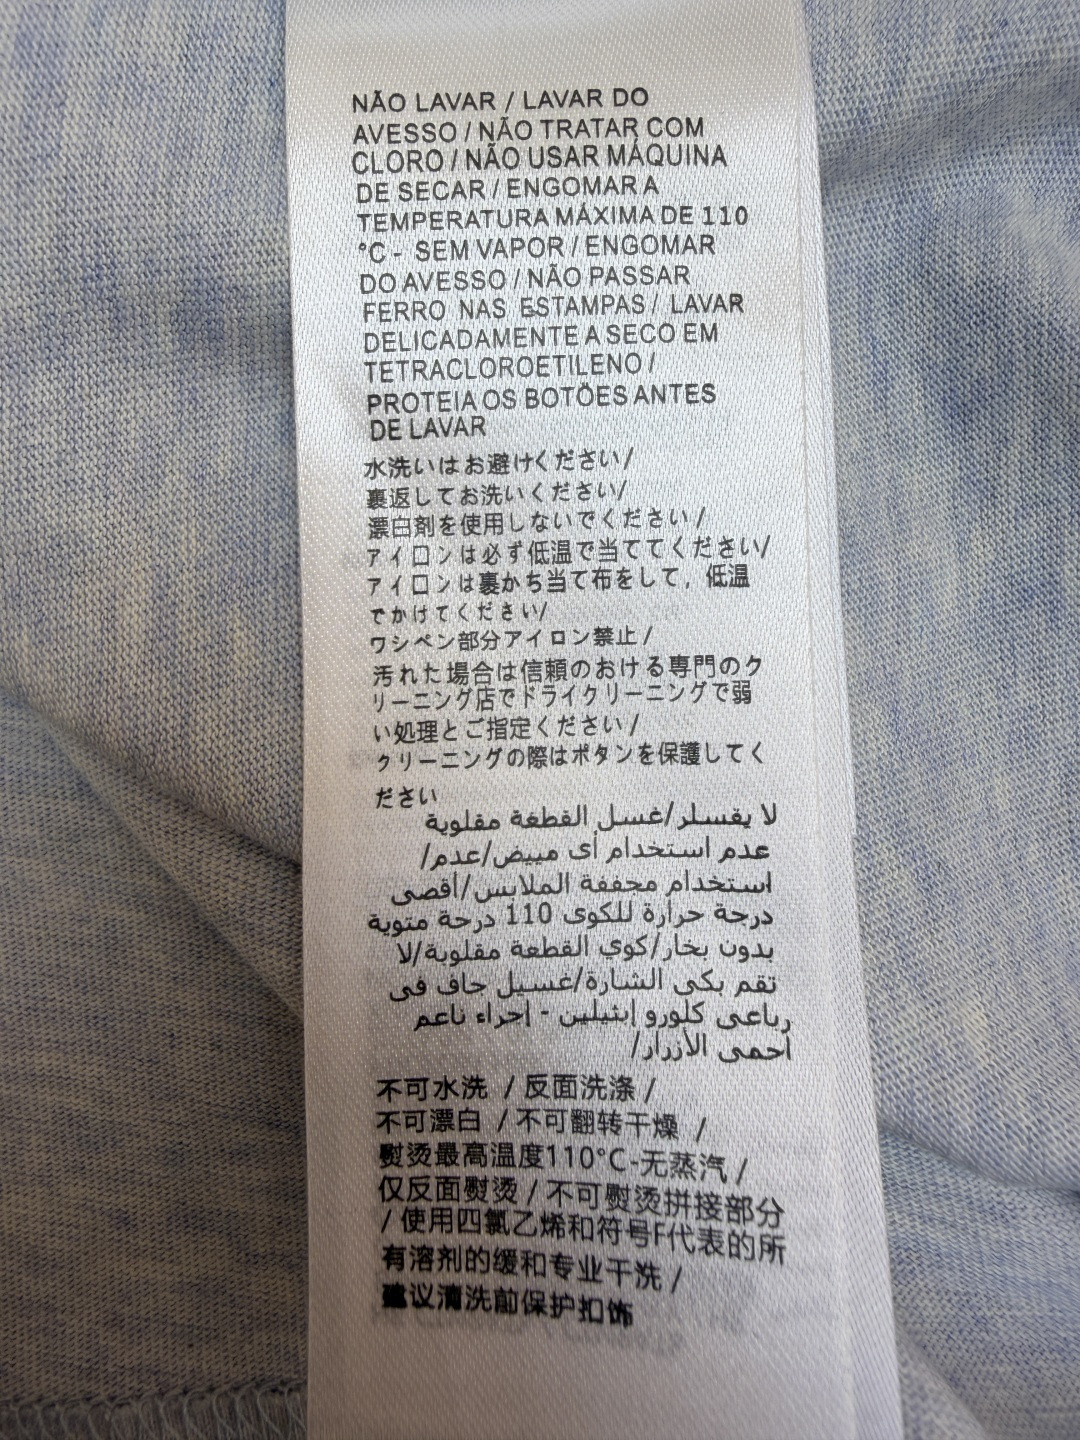 NÃO LAVAR / LAVAR DO
AVESSO / NÃO TRATAR COM
CLORO / NÃO USAR MÁQUINA
DE SECAR / ENGOMAR A
TEMPERATURA MÁXIMA DE 110
°C - SEM VAPOR / ENGOMAR
DO AVESSO / NÃO PASSAR
FERRO NAS ESTAMPAS / LAVAR
DELICADAMENTE A SECO EM
TETRACLOROETILENO /
PROTEIA OS BOTÕES ANTES
DE LAVAR
水洗いはお避けください/
裏返してお洗いください/
漂白剤を使用しないでください/
アイロンは必ず低温で当ててください/
アイロンは裏から当て布をして, 低温
でかけてください/
ワシペン部分アイロン禁止/
汚れた場合は信頼のおける専門のク
リーニング店でドライクリーニングで弱
い処理とご指定ください/
クリーニングの際はボタンを保護してく
ださい
لا يغسلر/غسل القطعة مقلوبة
عدم استخدام أى مبيض/عدم/
استخدام مجففة الملابس/أقصى
درجة حرارة للكوى 110 درجة متوية
بدون بخار/كوي القطعة مقلوبة/لا
تقم بكى الشارة/غسيل جاف فى
رباعى كلورو إيثيلين - إجراء ناعم
احمى الأزرار/
不可水洗 / 反面洗涤 /
不可漂白 / 不可翻转干燥 /
熨烫最高温度110°C-无蒸汽 /
仅反面熨烫 / 不可熨烫拼接部分
/ 使用四氯乙烯和符号F代表的所
有溶剂的缓和专业干洗 /
建议清洗前保护扣饰